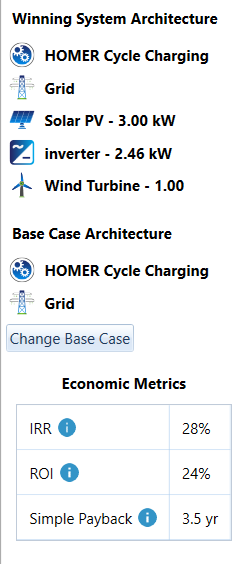 Winning System Architecture
HOMER Cycle Charging
Grid
Solar PV - 3.00 kW
inverter - 2.46 kW
Wind Turbine - 1.00
Base Case Architecture
HOMER Cycle Charging
Grid
Change Base Case
Economic Metrics
IRR 28%
ROI 24%
Simple Payback 3.5 yr